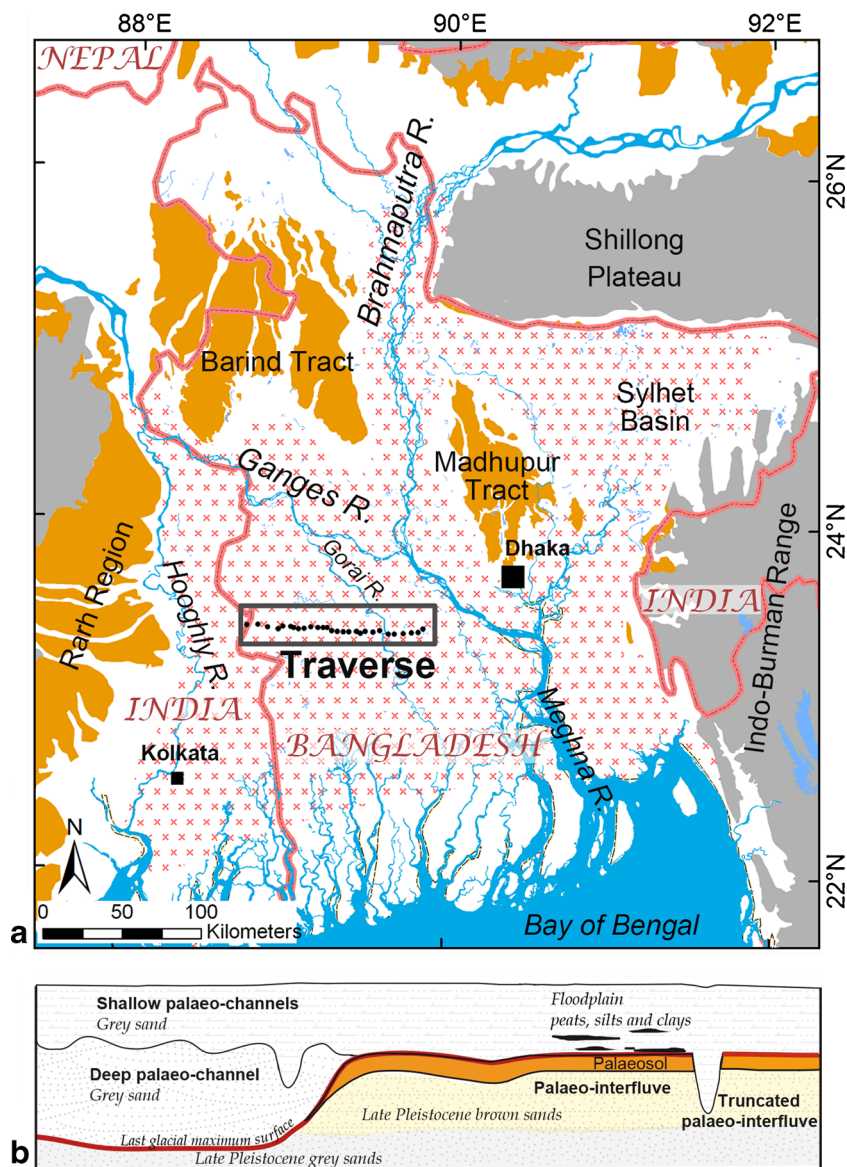 88°E
90°E
92°E
NEPAL
26°N
Brahmaputra R.
Shillong
Plateau
Barind Tract
Sylhet
Basin
Ganges R.
Madhupur
Tract
24°N
Gorai R.
Dhaka
Rarh Region
Hooghly R.
INDIA
Indo-Burman Range
Traverse
INDIA
BANGLADESH
Meghna R.
Kolkata
N
22°N
0 50 100
Kilometers
Bay of Bengal
a
Shallow palaeo-channels
Grey sand
Floodplain
peats, silts and clays
Deep palaeo-channel
Grey sand
Palaeosol
Palaeo-interfluve
Truncated
palaeo-interfluve
Late Pleistocene brown sands
Last glacial maximum surface
Late Pleistocene grey sands
b